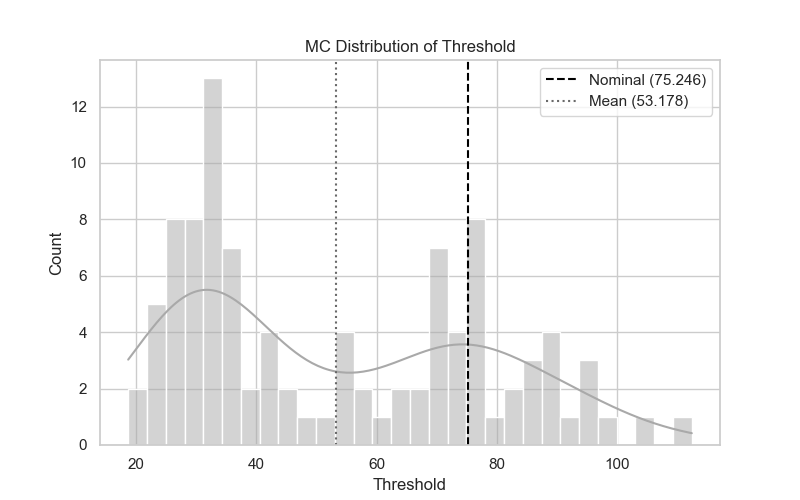 MC Distribution of Threshold
Nominal (75.246)
Mean (53.178)
Count
12
10
8
6
4
2
0
20 40 60 80 100
Threshold